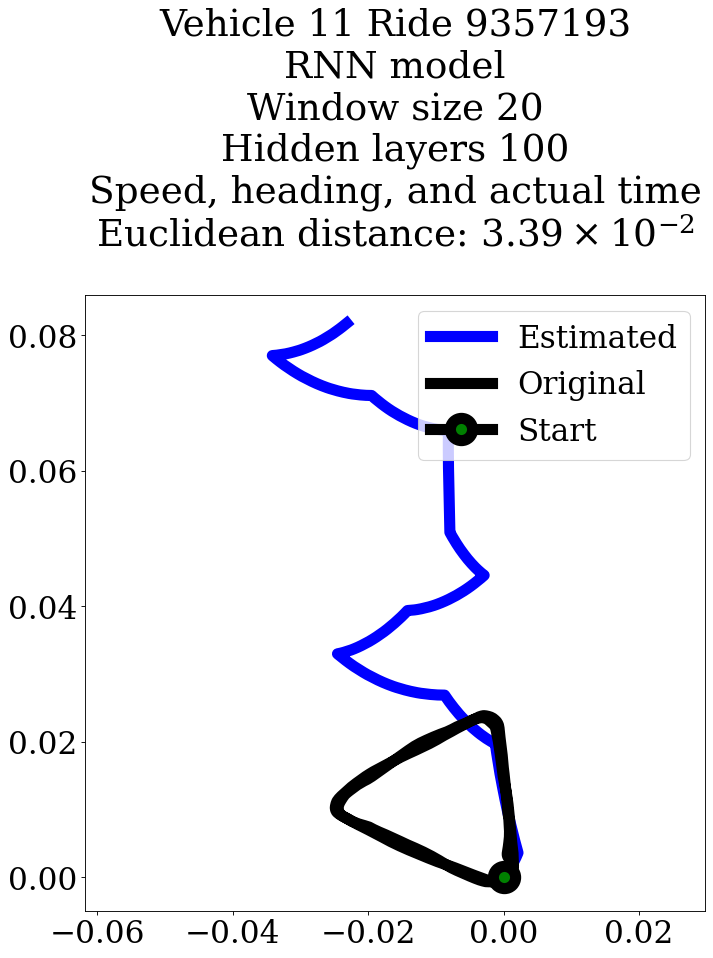 Vehicle 11 Ride 9357193
RNN model
Window size 20
Hidden layers 100
Speed, heading, and actual time
Euclidean distance: 3.39 × 10⁻²
Estimated
Original
Start
0.08
0.06
0.04
0.02
0.00
−0.06 −0.04 −0.02 0.00 0.02